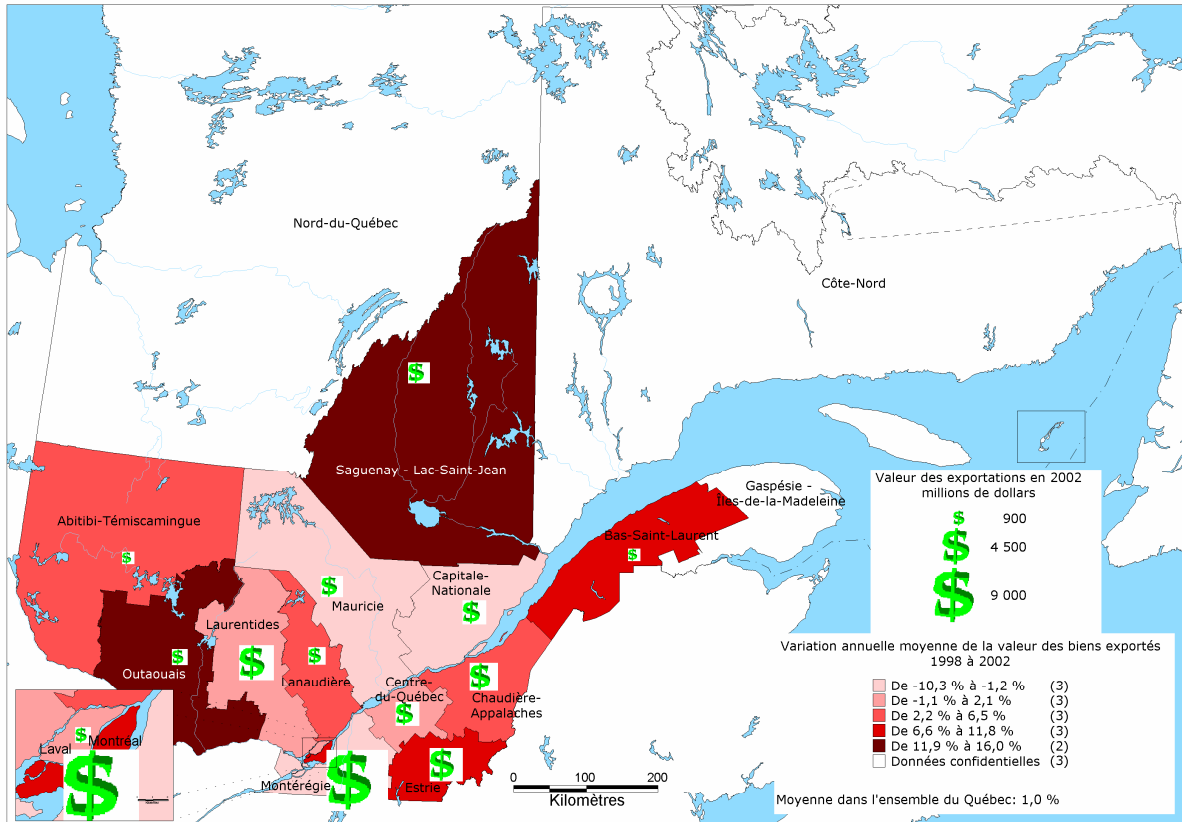 Nord-du-Québec
Côte-Nord
Saguenay - Lac-Saint-Jean
Gaspésie -
Îles-de-la-Madeleine
Abitibi-Témiscamingue
Bas-Saint-Laurent
Capitale-
Nationale
Mauricie
Laurentides
Outaouais
Lanaudière
Centre-
du-Québec
Chaudière-
Appalaches
Laval
Montréal
Montérégie
Estrie
0 100 200
Kilomètres
Valeur des exportations en 2002
millions de dollars
$ 900
$ 4 500
$ 9 000
Variation annuelle moyenne de la valeur des biens exportés
1998 à 2002
De -10,3 % à -1,2 % (3)
De -1,1 % à 2,1 % (3)
De 2,2 % à 6,5 % (3)
De 6,6 % à 11,8 % (3)
De 11,9 % à 16,0 % (2)
Données confidentielles (3)
Moyenne dans l'ensemble du Québec: 1,0 %